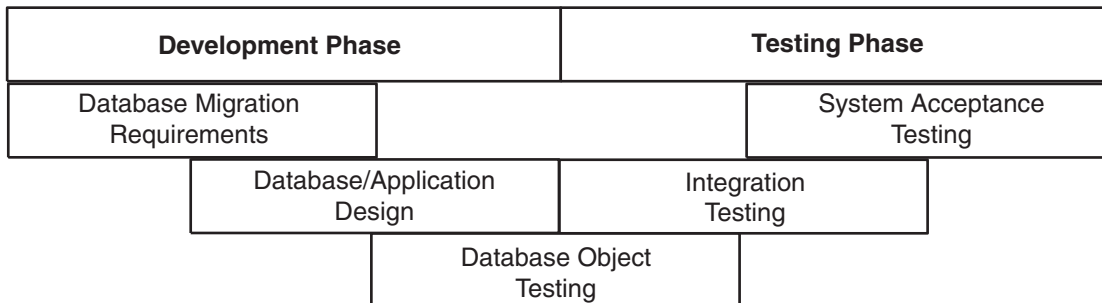 Development Phase
Testing Phase
Database Migration
Requirements
System Acceptance
Testing
Database/Application
Design
Integration
Testing
Database Object
Testing